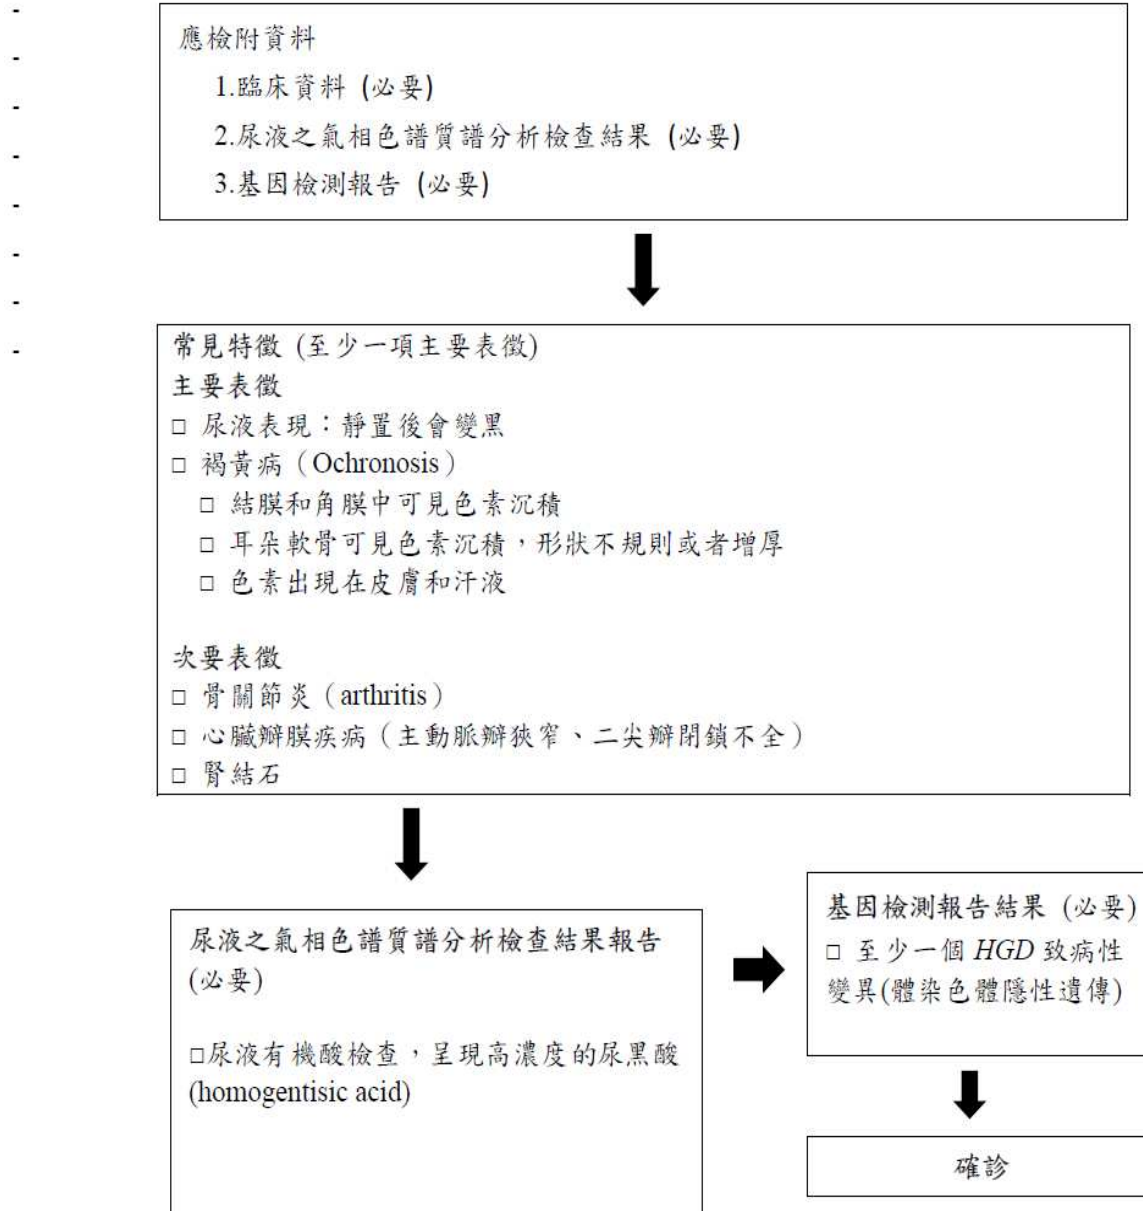 應檢附資料
1.臨床資料 (必要)
2.尿液之氣相色譜質譜分析檢查結果 (必要)
3.基因檢測報告 (必要)
常見特徵 (至少一項主要表徵)
主要表徵
□ 尿液表現：靜置後會變黑
□ 褐黃病（Ochronosis）
□ 結膜和角膜中可見色素沉積
□ 耳朵軟骨可見色素沉積，形狀不規則或者增厚
□ 色素出現在皮膚和汗液
次要表徵
□ 骨關節炎（arthritis）
□ 心臟瓣膜疾病（主動脈瓣狹窄、二尖瓣閉鎖不全）
□ 腎結石
尿液之氣相色譜質譜分析檢查結果報告
(必要)
□尿液有機酸檢查，呈現高濃度的尿黑酸
(homogentisic acid)
基因檢測報告結果 (必要)
□ 至少一個 HGD 致病性
變異(體染色體隱性遺傳)
確診